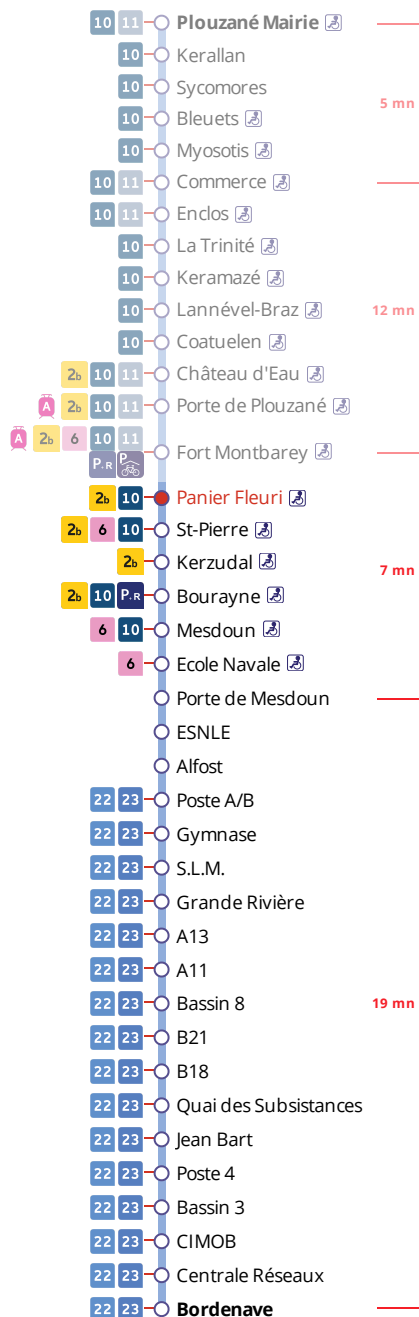 10 11 Plouzané Mairie
10 Kerallan
10 Sycomores
5 mn
10 Bleuets
10 Myosotis
10 11 Commerce
10 11 Enclos
10 La Trinité
10 Keramazé
10 Lannével-Braz 12 mn
10 Coatuelen
2b 10 11 Château d'Eau
A 2b 10 11 Porte de Plouzané
A 2b 6 10 11
P.R P Fort Montbarey
2b 10 Panier Fleuri
2b 6 10 St-Pierre
2b Kerzudal 7 mn
2b 10 P.R Bourayne
6 10 Mesdoun
6 Ecole Navale
Porte de Mesdoun
ESNLE
Alfost
22 23 Poste A/B
22 23 Gymnase
22 23 S.L.M.
22 23 Grande Rivière
22 23 A13
22 23 A11
22 23 Bassin 8 19 mn
22 23 B21
22 23 B18
22 23 Quai des Subsistances
22 23 Jean Bart
22 23 Poste 4
22 23 Bassin 3
22 23 CIMOB
22 23 Centrale Réseaux
22 23 Bordenave